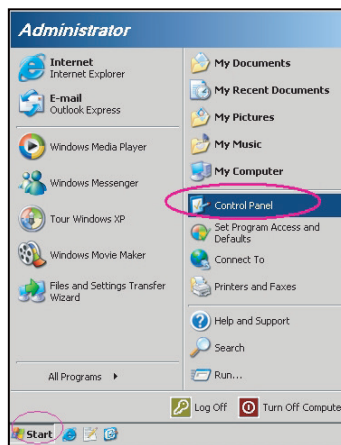 Administrator
Internet
Internet Explorer
E-mail
Outlook Express
Windows Media Player
Windows Messenger
Tour Windows XP
Windows Movie Maker
Files and Settings Transfer
Wizard
All Programs
My Documents
My Recent Documents
My Pictures
My Music
My Computer
Control Panel
Set Program Access and
Defaults
Connect To
Printers and Faxes
Help and Support
Search
Run...
Log Off
Turn Off Compute
Start